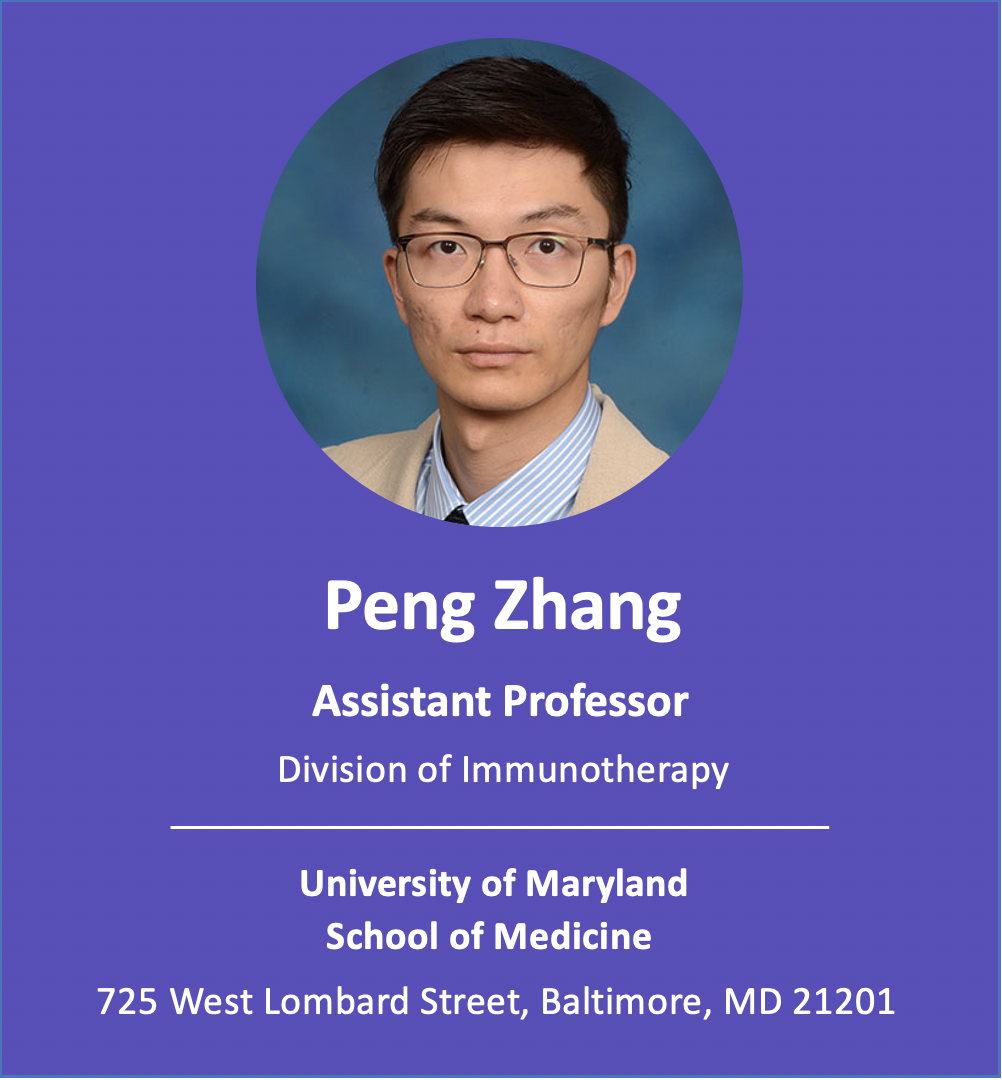 Peng Zhang
Assistant Professor
Division of Immunotherapy
University of Maryland
School of Medicine
725 West Lombard Street, Baltimore, MD 21201